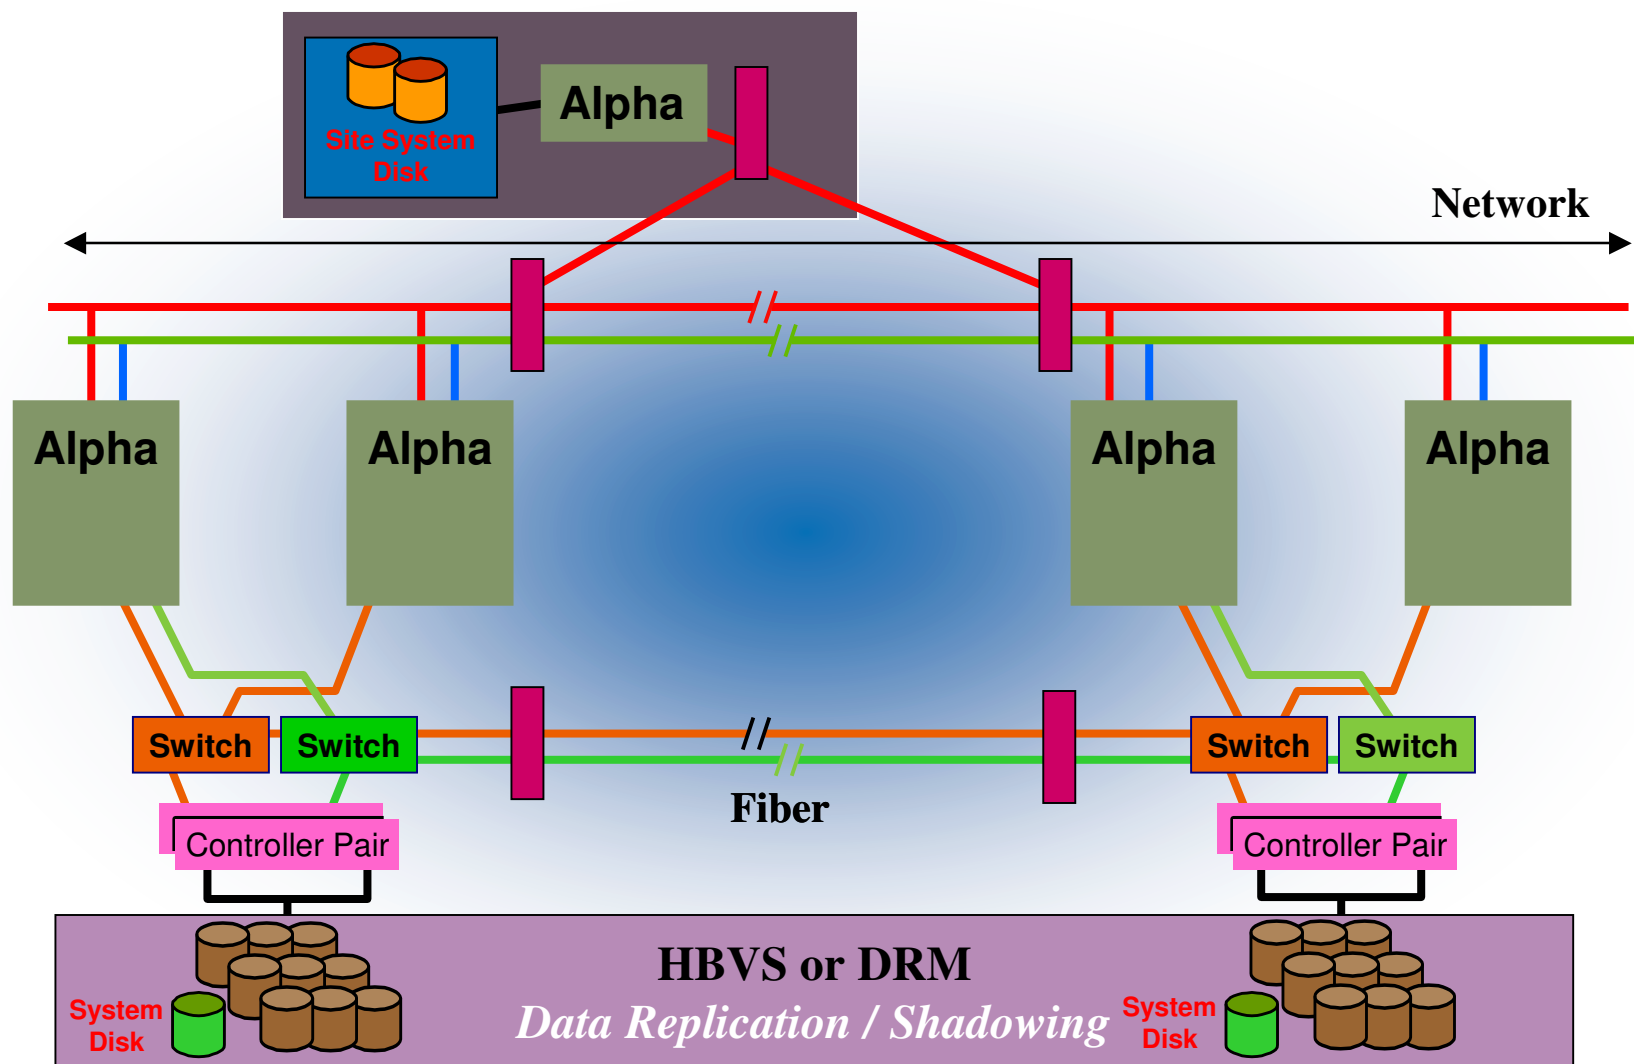 Alpha
Site System
Disk
Network
Alpha
Alpha
Alpha
Alpha
Switch
Switch
Switch
Switch
Fiber
Controller Pair
Controller Pair
HBVS or DRM
System
Disk
Data Replication / Shadowing
System
Disk